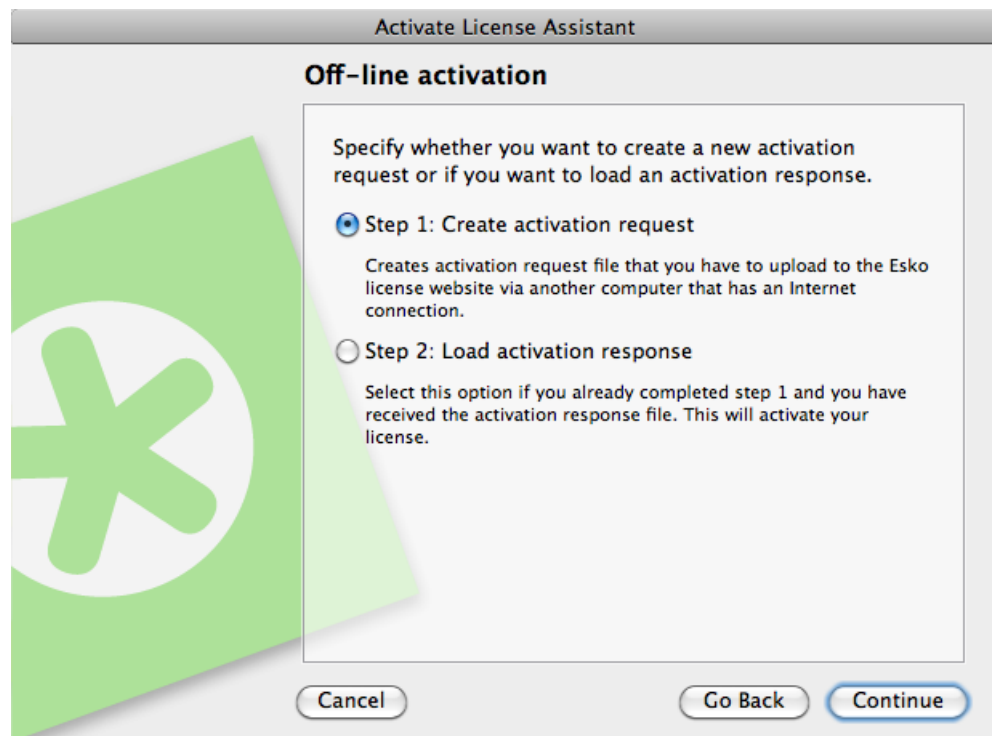 Activate License Assistant
Off-line activation
Specify whether you want to create a new activation
request or if you want to load an activation response.
Step 1: Create activation request
Creates activation request file that you have to upload to the Esko
license website via another computer that has an Internet
connection.
Step 2: Load activation response
Select this option if you already completed step 1 and you have
received the activation response file. This will activate your
license.
Cancel
Go Back
Continue